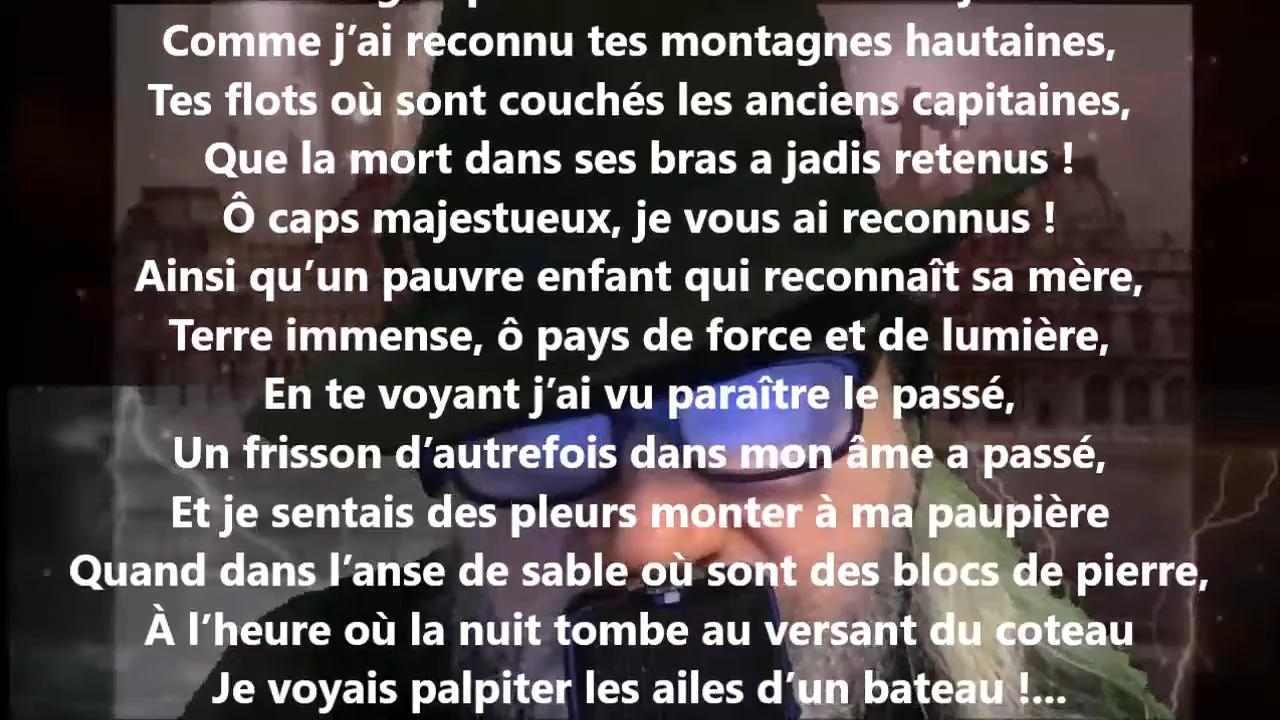 Comme j’ai reconnu tes montagnes hautaines,
Tes flots où sont couchés les anciens capitaines,
Que la mort dans ses bras a jadis retenus !
Ô caps majestueux, je vous ai reconnus !
Ainsi qu’un pauvre enfant qui reconnaît sa mère,
Terre immense, ô pays de force et de lumière,
En te voyant j’ai vu paraître le passé,
Un frisson d’autrefois dans mon âme a passé,
Et je sentais des pleurs monter à ma paupière
Quand dans l’anse de sable où sont des blocs de pierre,
À l’heure où la nuit tombe au versant du coteau
Je voyais palpiter les ailes d’un bateau !...